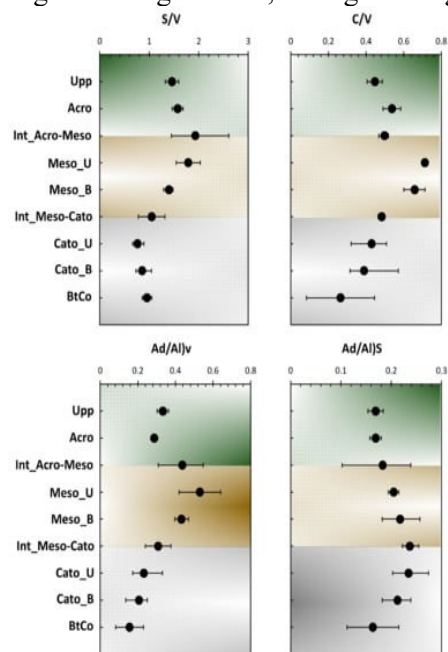 S/V C/V
0 1 2 3 0 0.2 0.4 0.6 0.8
Upp
Acro
Int_Acro-Meso
Meso_U
Meso_B
Int_Meso-Cato
Cato_U
Cato_B
BtCo
Ad/Al)v Ad/Al)S
0 0.2 0.4 0.6 0.8 0 0.1 0.2 0.3
Upp
Acro
Int_Acro-Meso
Meso_U
Meso_B
Int_Meso-Cato
Cato_U
Cato_B
BtCo